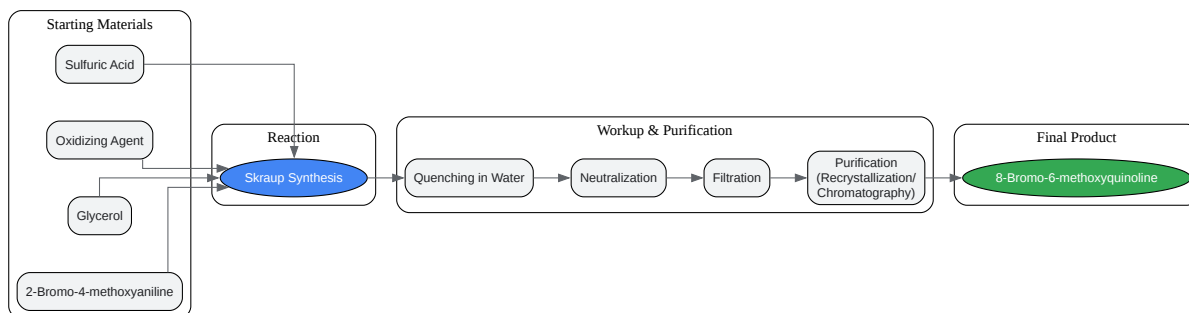 Starting Materials
Sulfuric Acid
Oxidizing Agent
Glycerol
2-Bromo-4-methoxyaniline
Reaction
Skraup Synthesis
Workup & Purification
Quenching in Water
Neutralization
Filtration
Purification
(Recrystallization/
Chromatography)
Final Product
8-Bromo-6-methoxyquinoline